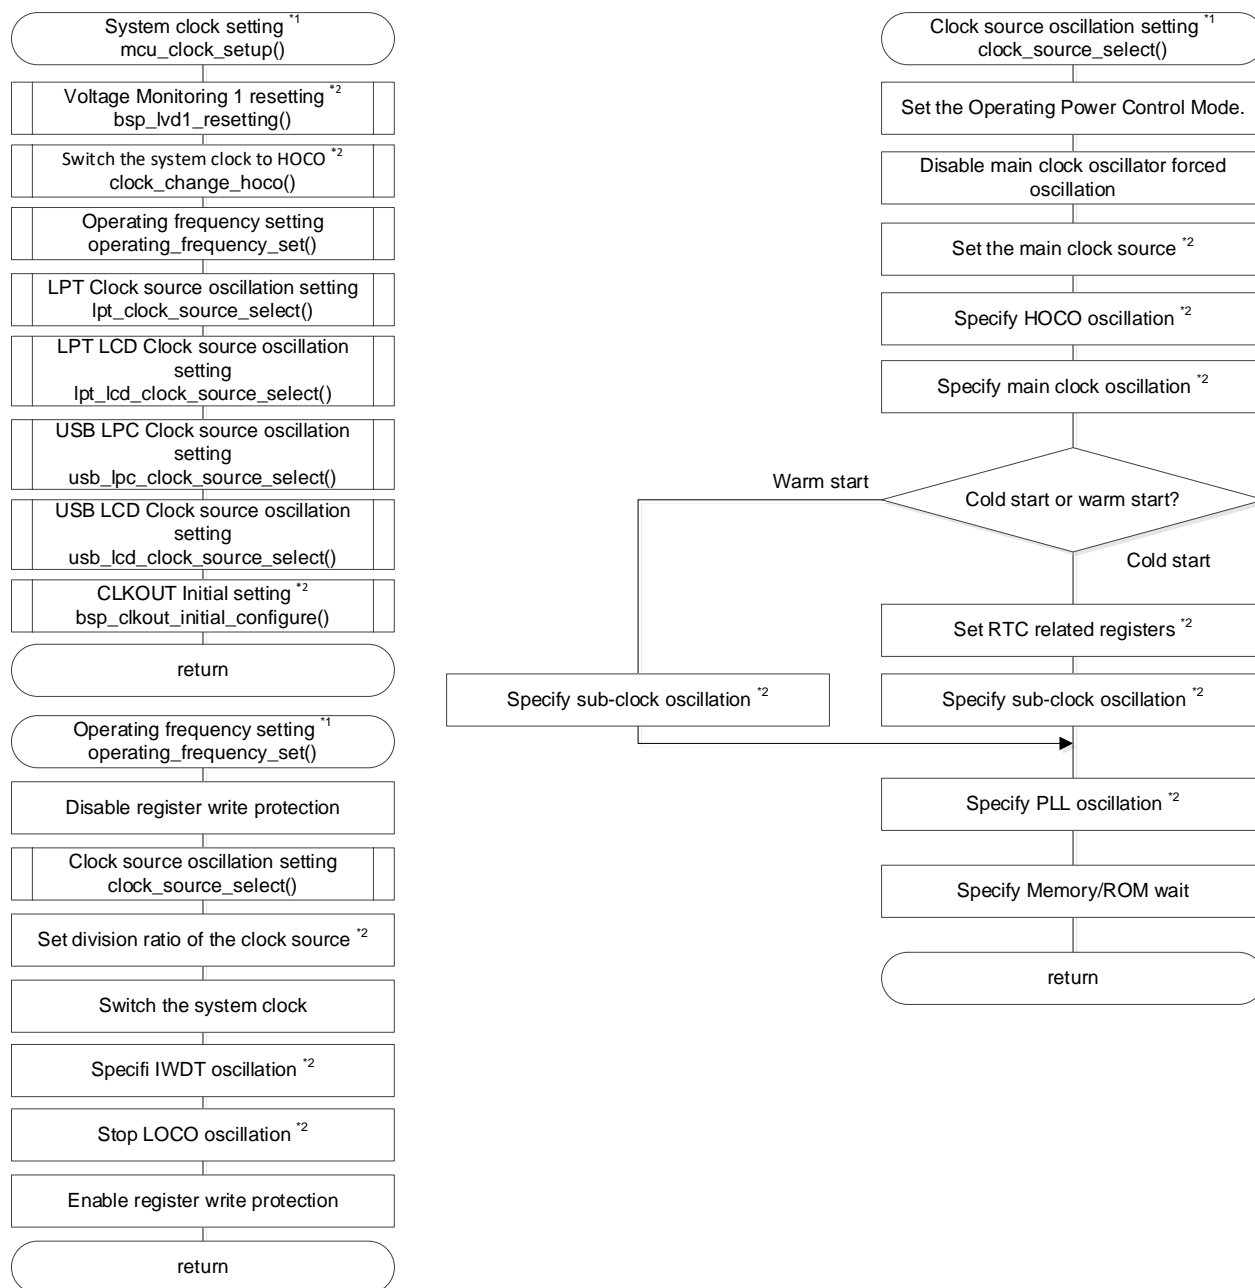 System clock setting *1
mcu_clock_setup()
Voltage Monitoring 1 resetting *2
bsp_lvd1_resetting()
Switch the system clock to HOCO *2
clock_change_hoco()
Operating frequency setting
operating_frequency_set()
LPT Clock source oscillation setting
lpt_clock_source_select()
LPT LCD Clock source oscillation
setting
lpt_lcd_clock_source_select()
USB LPC Clock source oscillation
setting
usb_lpc_clock_source_select()
USB LCD Clock source oscillation
setting
usb_lcd_clock_source_select()
CLKOUT Initial setting *2
bsp_clkout_initial_configure()
return
Operating frequency setting *1
operating_frequency_set()
Disable register write protection
Clock source oscillation setting
clock_source_select()
Set division ratio of the clock source *2
Switch the system clock
Specifi IWDT oscillation *2
Stop LOCO oscillation *2
Enable register write protection
return
Clock source oscillation setting *1
clock_source_select()
Set the Operating Power Control Mode.
Disable main clock oscillator forced
oscillation
Set the main clock source *2
Specify HOCO oscillation *2
Specify main clock oscillation *2
Warm start
Cold start or warm start?
Cold start
Set RTC related registers *2
Specify sub-clock oscillation *2
Specify sub-clock oscillation *2
Specify PLL oscillation *2
Specify Memory/ROM wait
return